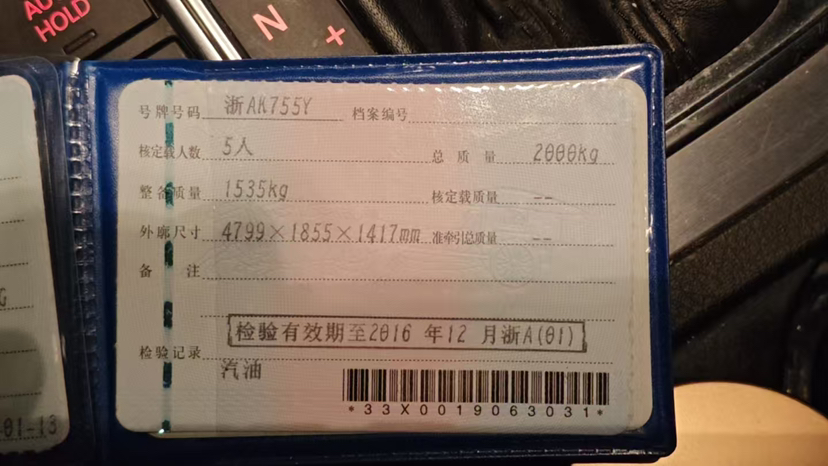 AUTO
HOLD
N
+
号牌号码 浙AK755Y 档案编号
核定载人数 5人 总质量 2000kg
整备质量 1535kg 核定载质量 --
外廓尺寸 4799×1855×1417mm 准牵引总质量 --
备注
检验有效期至2016年12月浙A(01)
检验记录
汽油
*33X0019063031*
01-13